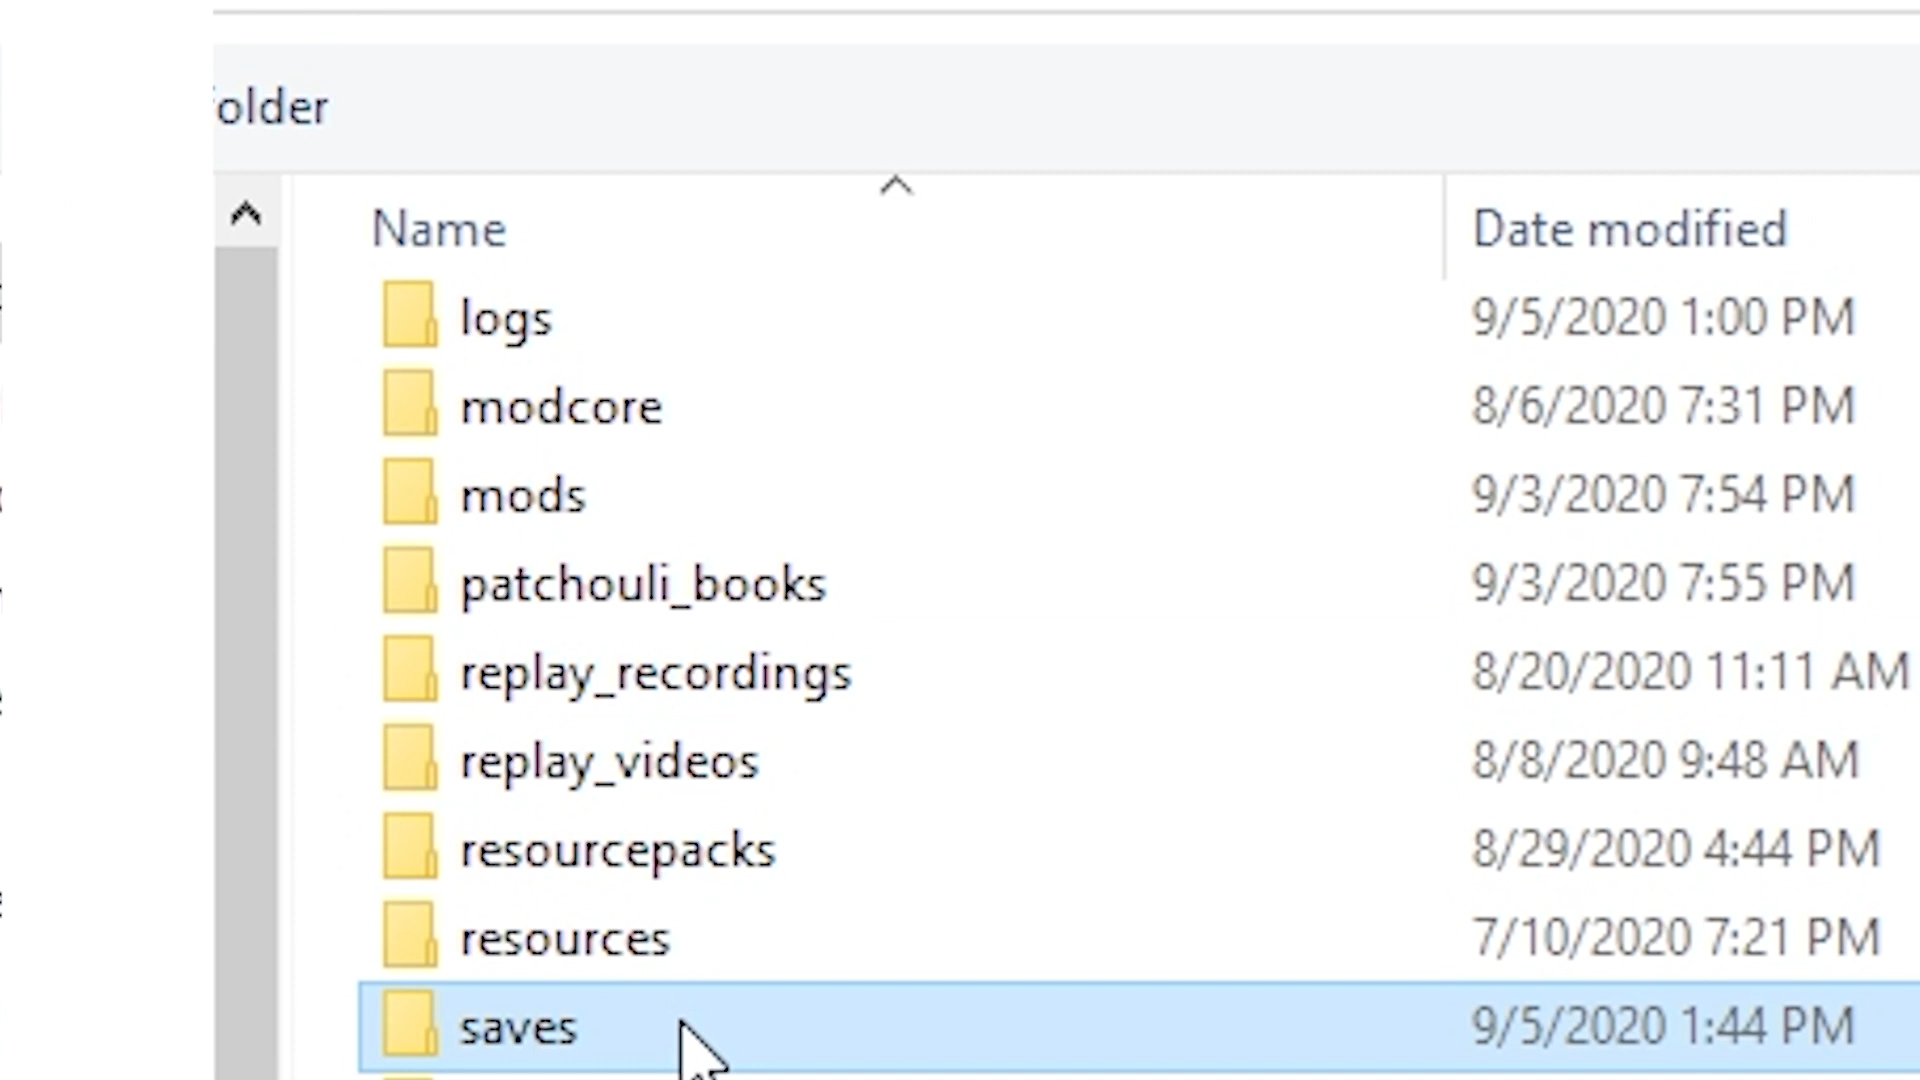 older
Name Date modified
logs 9/5/2020 1:00 PM
modcore 8/6/2020 7:31 PM
mods 9/3/2020 7:54 PM
patchouli_books 9/3/2020 7:55 PM
replay_recordings 8/20/2020 11:11 AM
replay_videos 8/8/2020 9:48 AM
resourcepacks 8/29/2020 4:44 PM
resources 7/10/2020 7:21 PM
saves 9/5/2020 1:44 PM